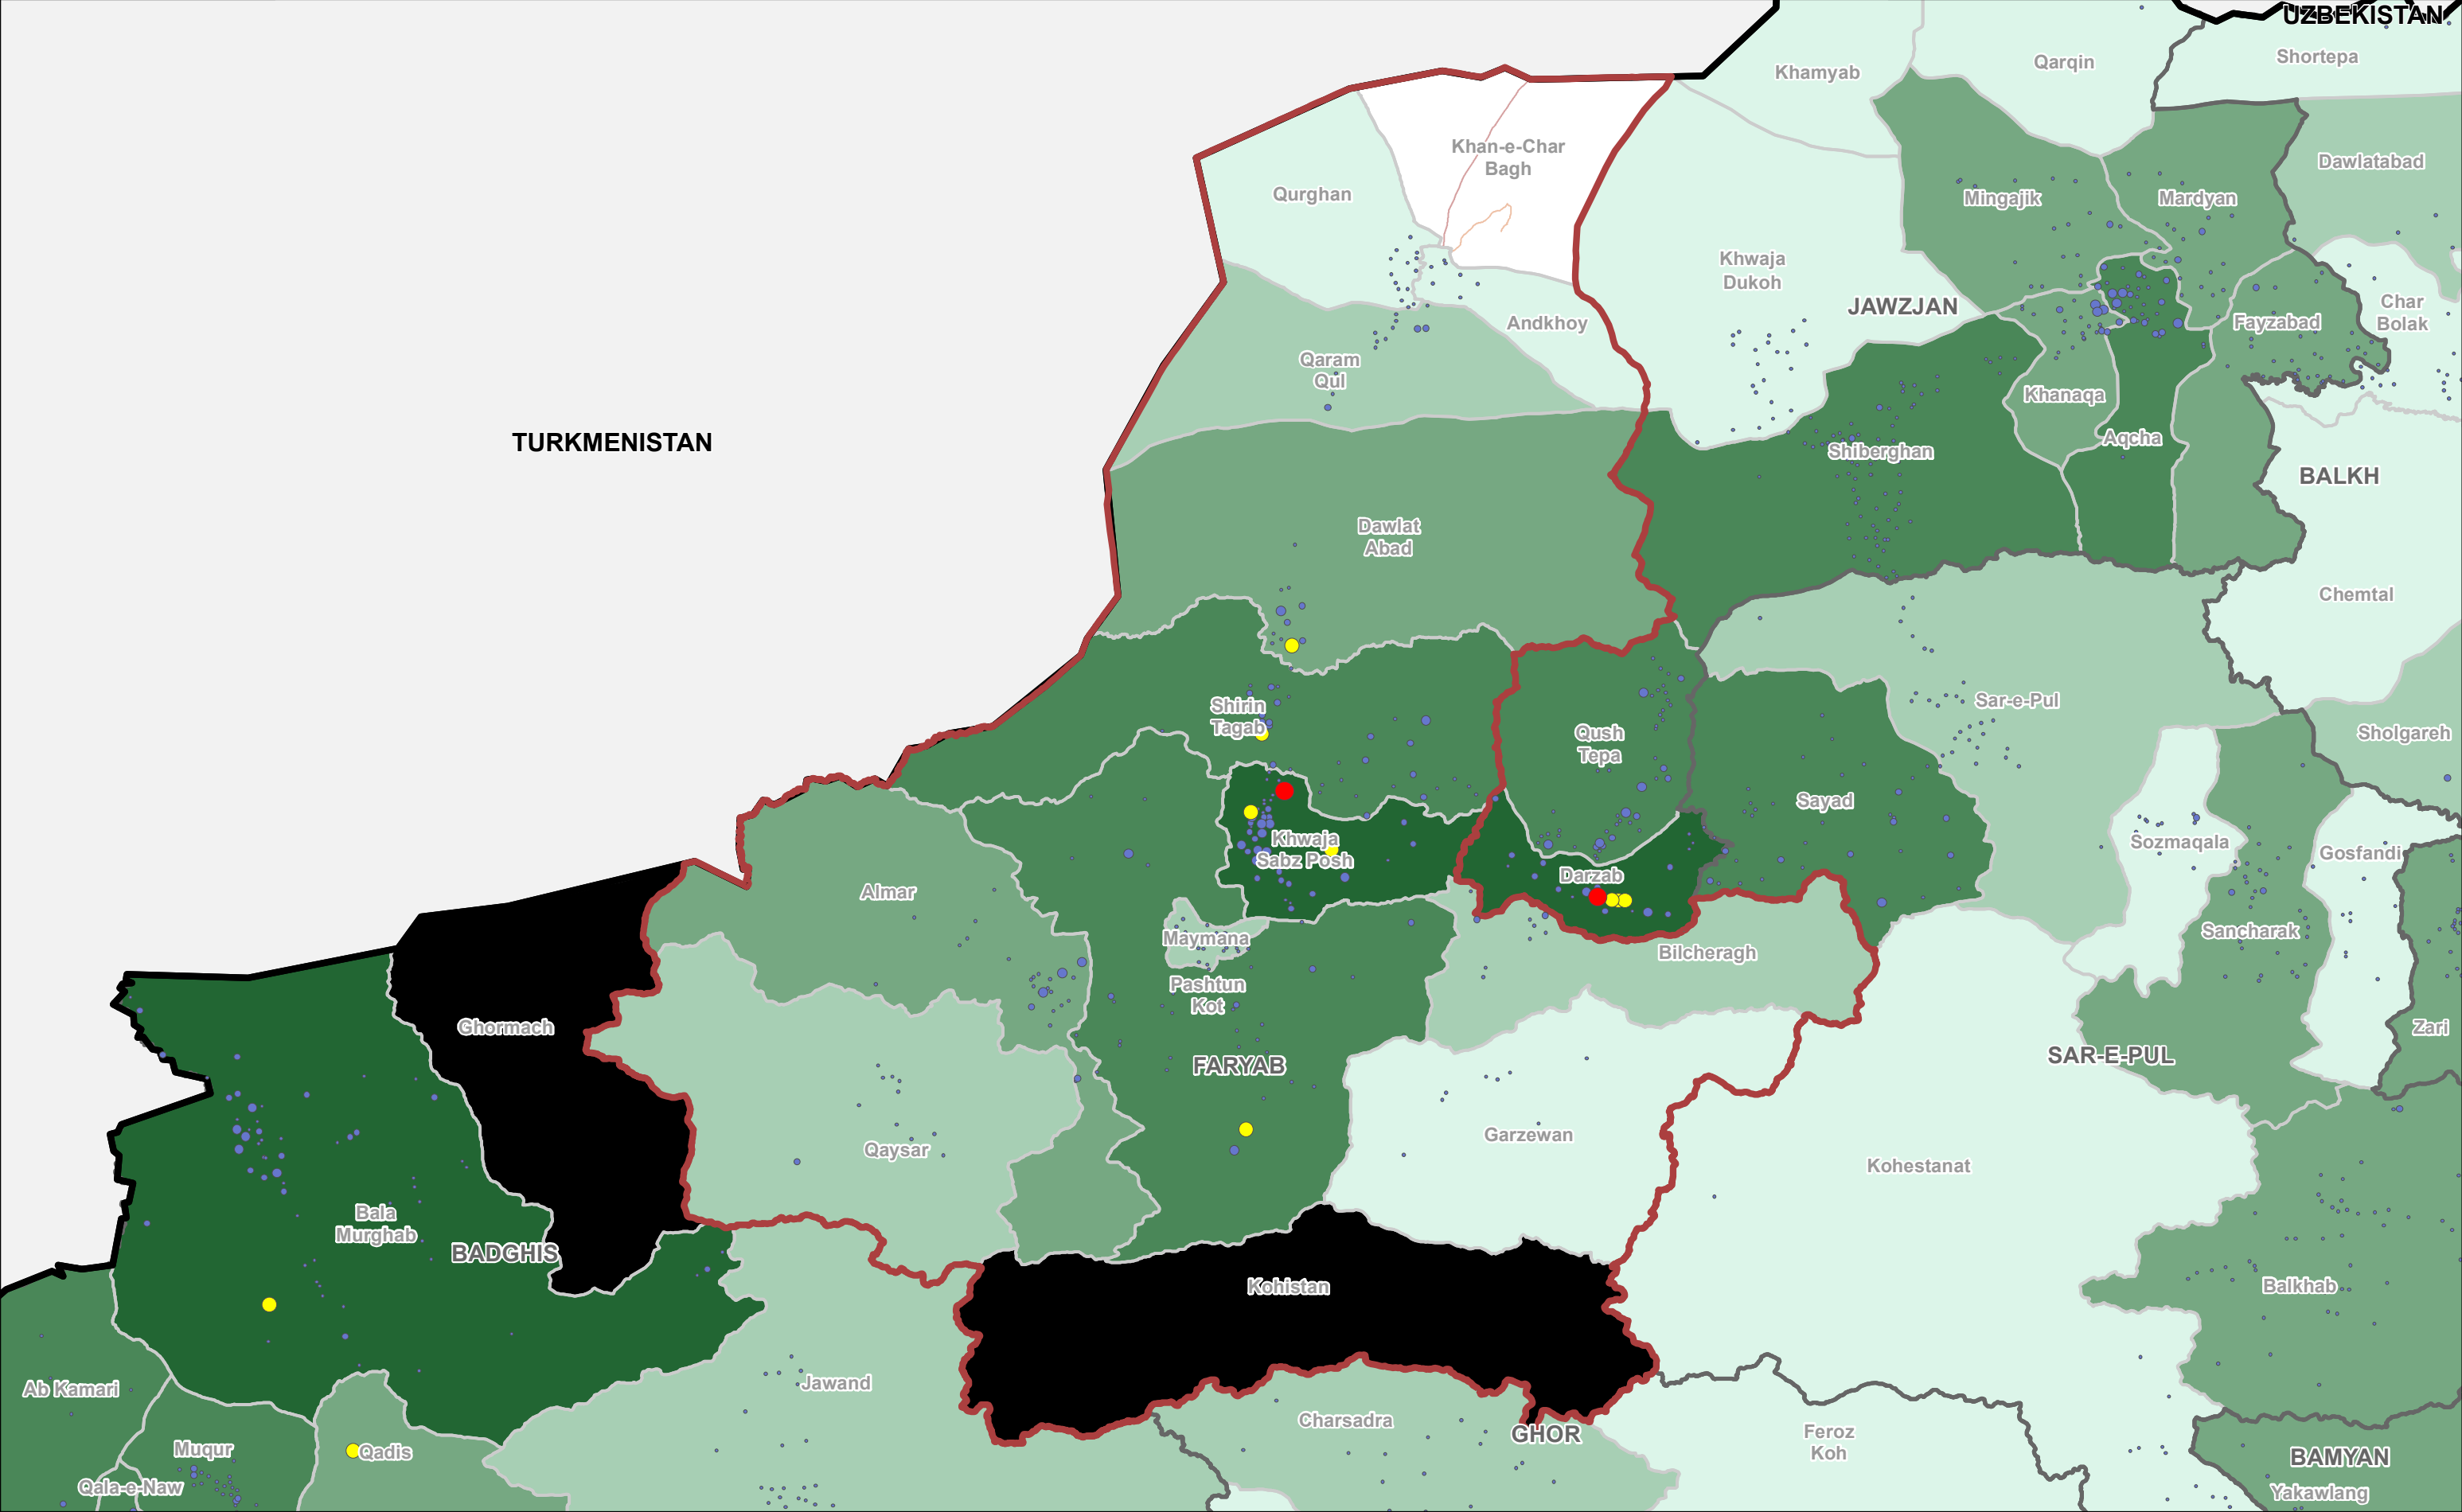 UZBEKISTAN
Shortepa
Qarqin
Khamyab
Khan-e-Char
Bagh
Dawlatabad
Qurghan
Mingajik
Mardyan
Khwaja
Dukoh
JAWZJAN
Char
Bolak
Andkhoy
Fayzabad
Qaram
Qul
Khanaqa
TURKMENISTAN
Aqcha
Shiberghan
BALKH
Dawlat
Abad
Chemtal
Sar-e-Pul
Shirin
Tagab
Qush
Tepa
Sholgareh
Sayad
Khwaja
Sabz Posh
Sozmaqala
Gosfandi
Darzab
Almar
Sancharak
Maymana
Bilcheragh
Pashtun
Kot
Ghormach
Zari
SAR-E-PUL
FARYAB
Garzewan
Qaysar
Kohestanat
Bala
Murghab
BADGHIS
Kohistan
Balkhab
Jawand
Ab Kamari
Charsadra
GHOR
Feroz
Koh
Muqur
Qadis
BAMYAN
Qala-e-Naw
Yakawlang